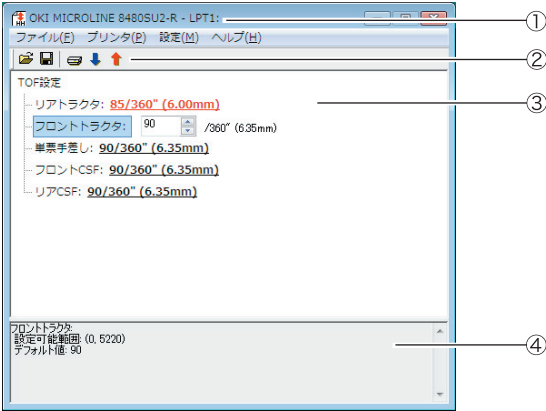 OKI MICROLINE 8480SU2-R - LPT1:
①
ファイル(F) プリンタ(P) 設定(M) ヘルプ(H)
②
TOF設定
③
リアトラクタ: 85/360" (6.00mm)
フロントトラクタ: 90 /360" (6.35mm)
単票手差し: 90/360" (6.35mm)
フロントCSF: 90/360" (6.35mm)
リアCSF: 90/360" (6.35mm)
フロントトラクタ:
設定可能範囲: (0, 5220)
④
デフォルト値: 90